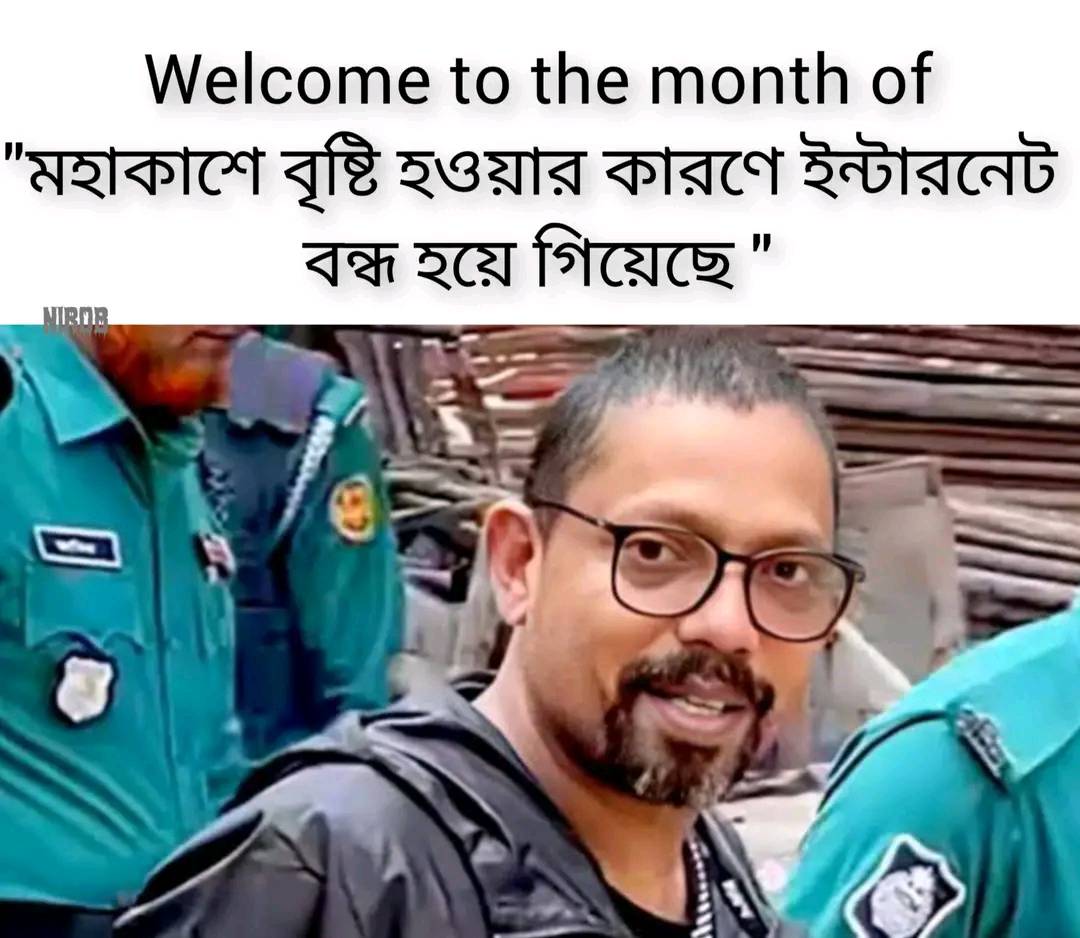 Welcome to the month of
"মহাকাশে বৃষ্টি হওয়ার কারণে ইন্টারনেট
বন্ধ হয়ে গিয়েছে "
NIROB